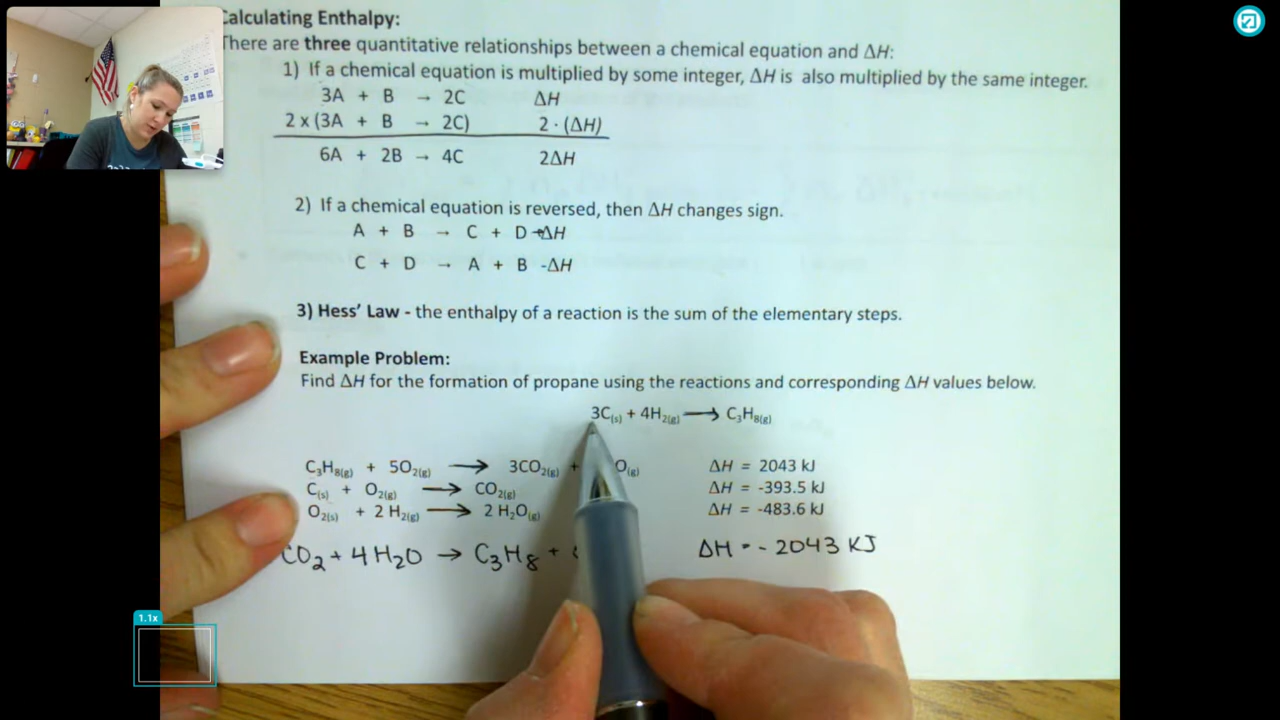 Calculating Enthalpy:
There are three quantitative relationships between a chemical equation and ΔH:
1) If a chemical equation is multiplied by some integer, ΔH is also multiplied by the same integer.
3A + B → 2C ΔH
2 x (3A + B → 2C) 2 · (ΔH)
6A + 2B → 4C 2ΔH
2) If a chemical equation is reversed, then ΔH changes sign.
A + B → C + D +ΔH
C + D → A + B -ΔH
3) Hess' Law - the enthalpy of a reaction is the sum of the elementary steps.
Example Problem:
Find ΔH for the formation of propane using the reactions and corresponding ΔH values below.
3C(s) + 4H2(g) → C3H8(g)
C3H8(g) + 5O2(g) → 3CO2(g) + O(g) ΔH = 2043 kJ
C(s) + O2(g) → CO2(g) ΔH = -393.5 kJ
O2(s) + 2 H2(g) → 2 H2O(g) ΔH = -483.6 kJ
CO2 + 4H2O → C3H8 + ΔH = - 2043 KJ
1.1x